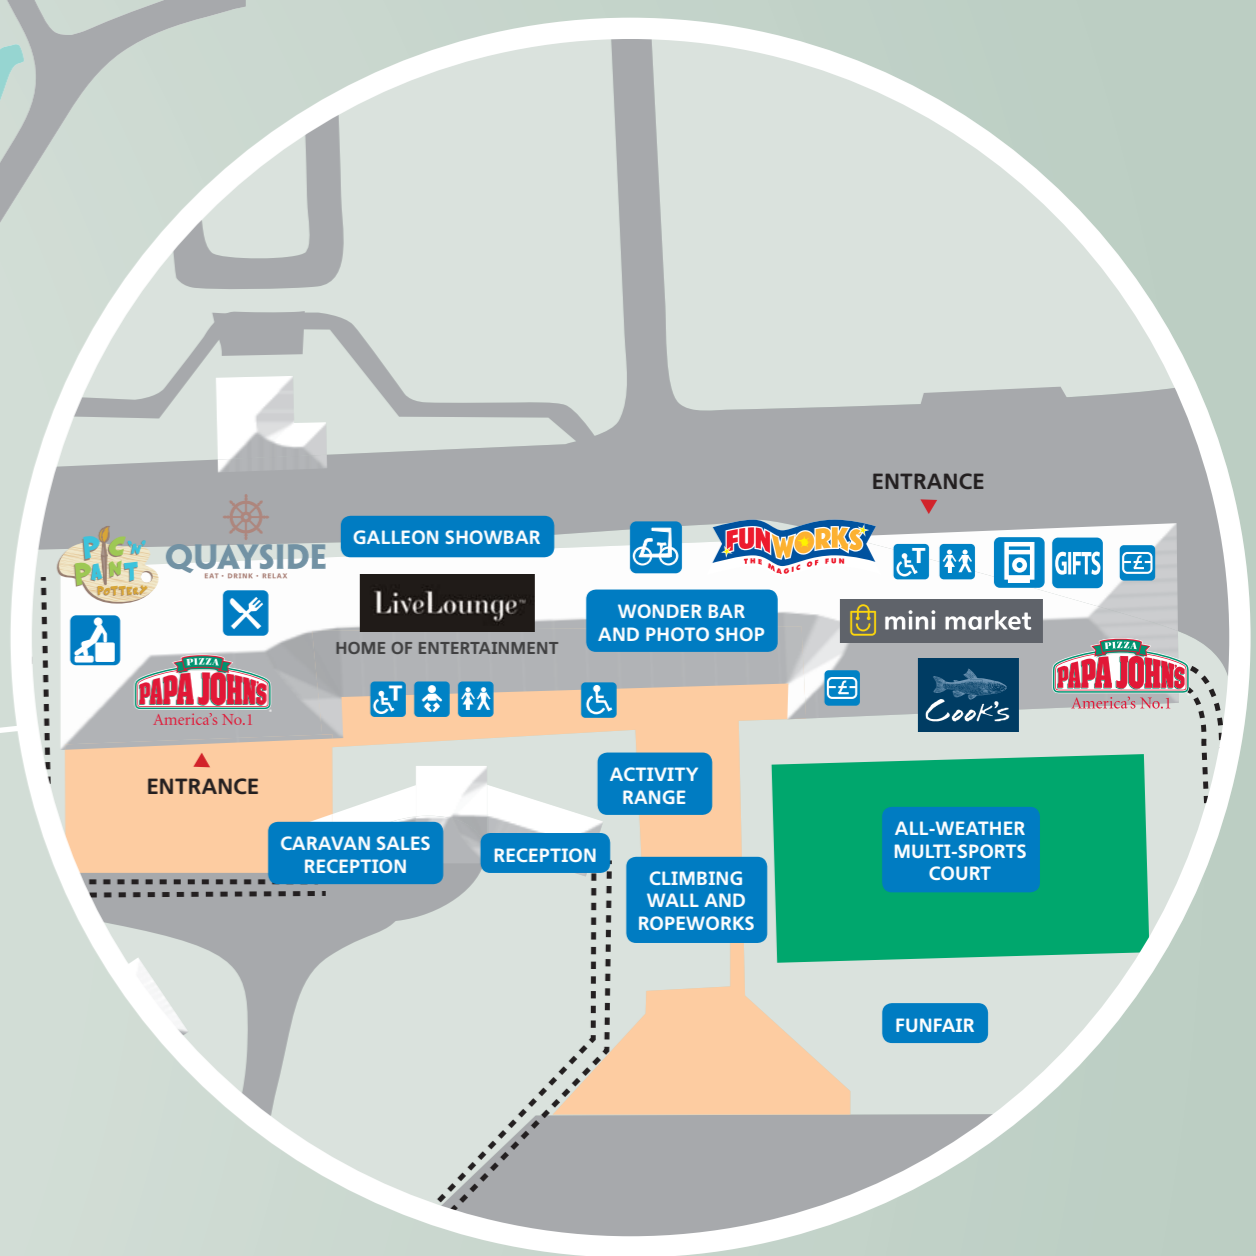 ENTRANCE
PIC 'N'
PAINT
POTTERY
QUAYSIDE
EAT • DRINK • RELAX
GALLEON SHOWBAR
LiveLounge™
HOME OF ENTERTAINMENT
FUNWORKS
THE MAGIC OF FUN
T
GIFTS
£
WONDER BAR
AND PHOTO SHOP
mini market
PIZZA
PAPA JOHNS
America's No.1
T
£
Cook's
PIZZA
PAPA JOHNS
America's No.1
ENTRANCE
ACTIVITY
RANGE
CARAVAN SALES
RECEPTION
RECEPTION
CLIMBING
WALL AND
ROPEWORKS
ALL-WEATHER
MULTI-SPORTS
COURT
FUNFAIR